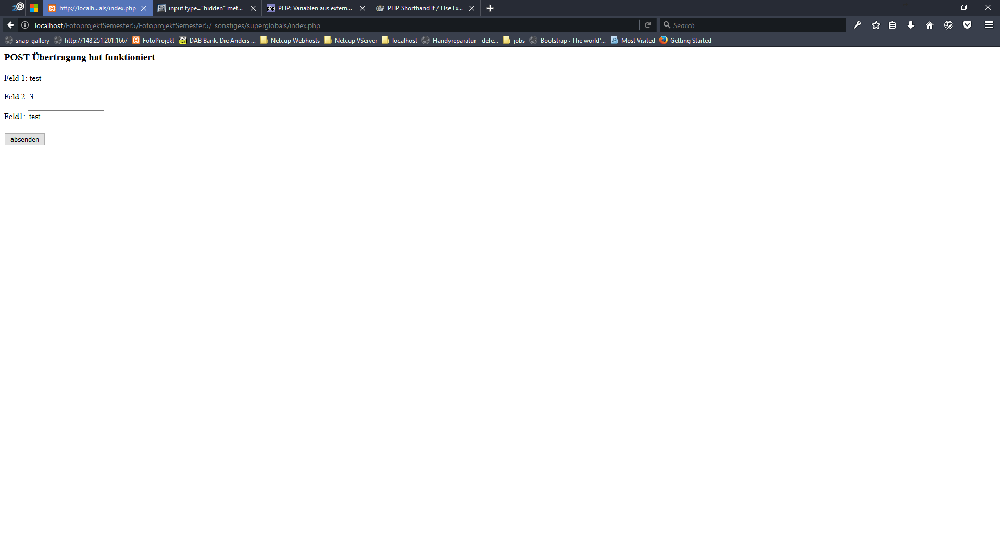 http://localh...als/index.php
input type="hidden" met...
php PHP: Variablen aus extern...
PHP Shorthand If / Else Ex...
localhost/FotoprojektSemester5/FotoprojektSemester5/_sonstiges/superglobals/index.php
Search
snap-gallery
http://148.251.201.166/
FotoProjekt
DAB bank DAB Bank. Die Anders ...
Netcup Webhosts
Netcup VServer
localhost
Handyreparatur - defe...
jobs
Bootstrap · The world'...
Most Visited
Getting Started
POST Übertragung hat funktioniert
Feld 1: test
Feld 2: 3
Feld1: test
absenden